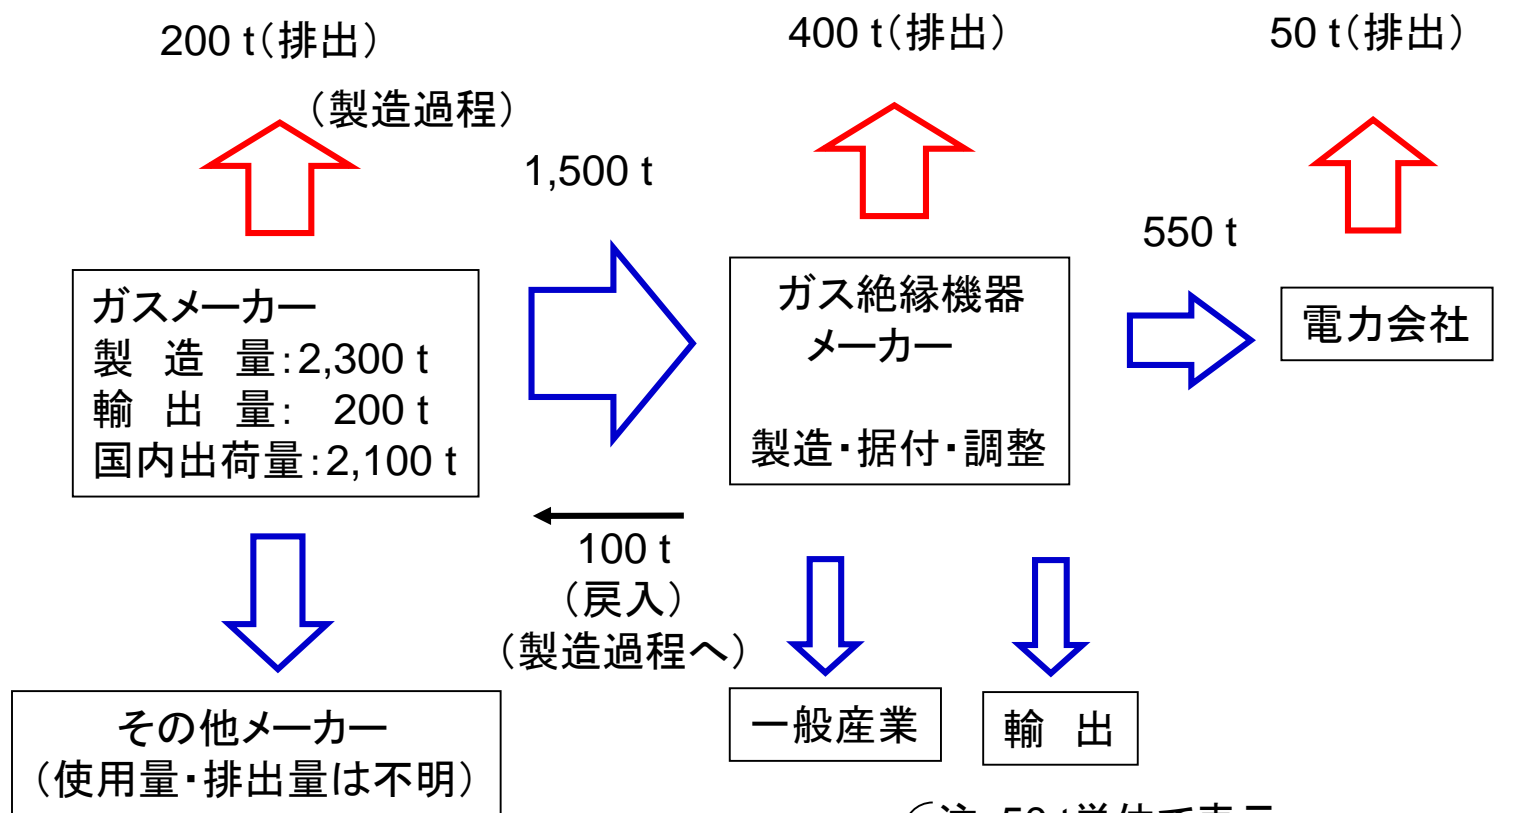 200 t（排出）
（製造過程）
400 t（排出）
50 t（排出）
1,500 t
550 t
ガスメーカー
製　造　量：2,300 t
輸　出　量：　200 t
国内出荷量：2,100 t
ガス絶縁機器
メーカー
製造・据付・調整
電力会社
100 t
（戻入）
（製造過程へ）
その他メーカー
（使用量・排出量は不明）
一般産業
輸　出